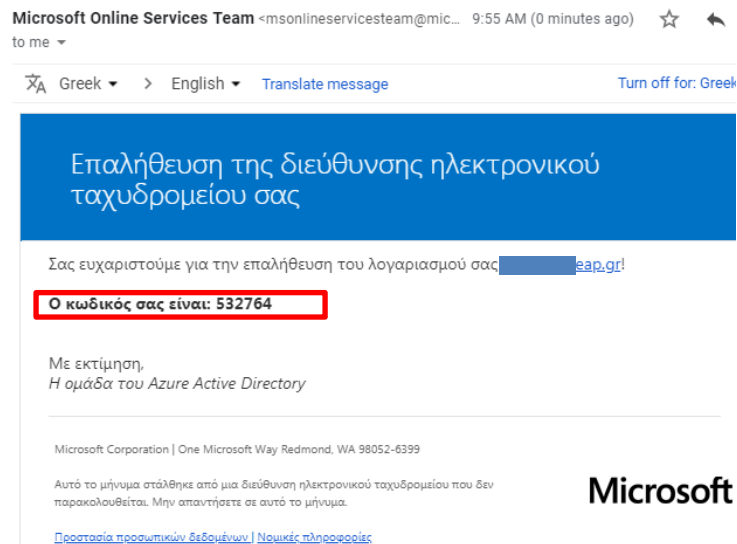 Microsoft Online Services Team <msonlineservicesteam@mic... 9:55 AM (0 minutes ago)
to me
Greek > English Translate message Turn off for: Greek
Επαλήθευση της διεύθυνσης ηλεκτρονικού
ταχυδρομείου σας
Σας ευχαριστούμε για την επαλήθευση του λογαριασμού σας eap.gr!
Ο κωδικός σας είναι: 532764
Με εκτίμηση,
Η ομάδα του Azure Active Directory
Microsoft Corporation | One Microsoft Way Redmond, WA 98052-6399
Αυτό το μήνυμα στάλθηκε από μια διεύθυνση ηλεκτρονικού ταχυδρομείου που δεν
παρακολουθείται. Μην απαντήσετε σε αυτό το μήνυμα.
Microsoft
Προστασία προσωπικών δεδομένων | Νομικές πληροφορίες